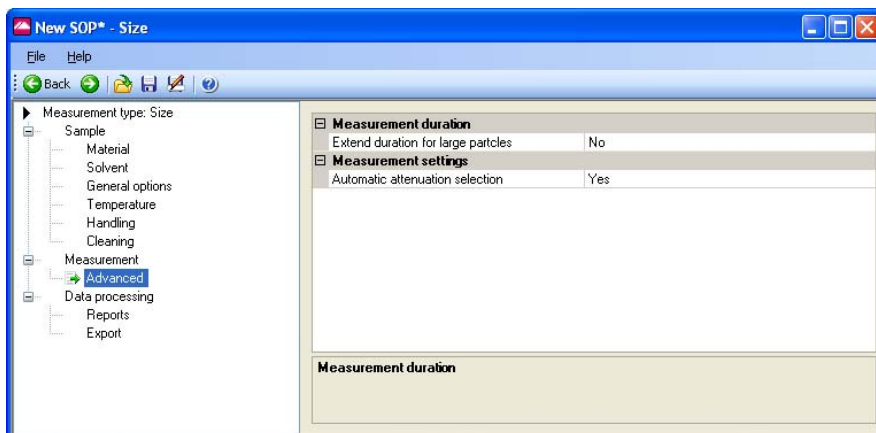 New SOP* - Size
File Help
Back
Measurement type: Size
Sample
Material
Solvent
General options
Temperature
Handling
Cleaning
Measurement
Advanced
Data processing
Reports
Export
Measurement duration
Extend duration for large partcles No
Measurement settings
Automatic attenuation selection Yes
Measurement duration